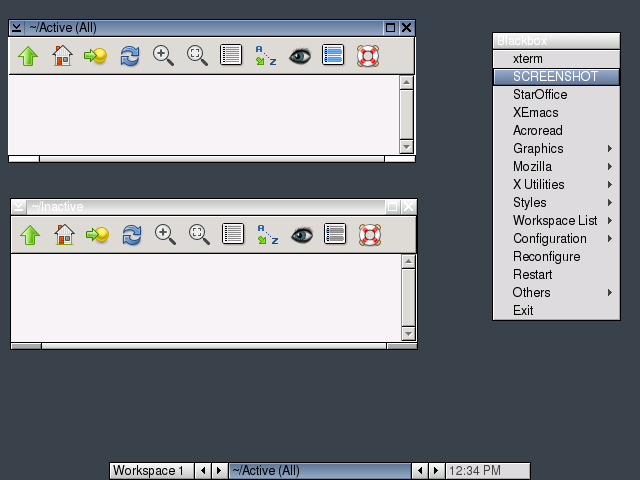 ~/Active (All)
A
Z
~/Inactive
A
Z
Blackbox
xterm
SCREENSHOT
StarOffice
XEmacs
Acroread
Graphics
Mozilla
X Utilities
Styles
Workspace List
Configuration
Reconfigure
Restart
Others
Exit
Workspace 1
~/Active (All)
12:34 PM